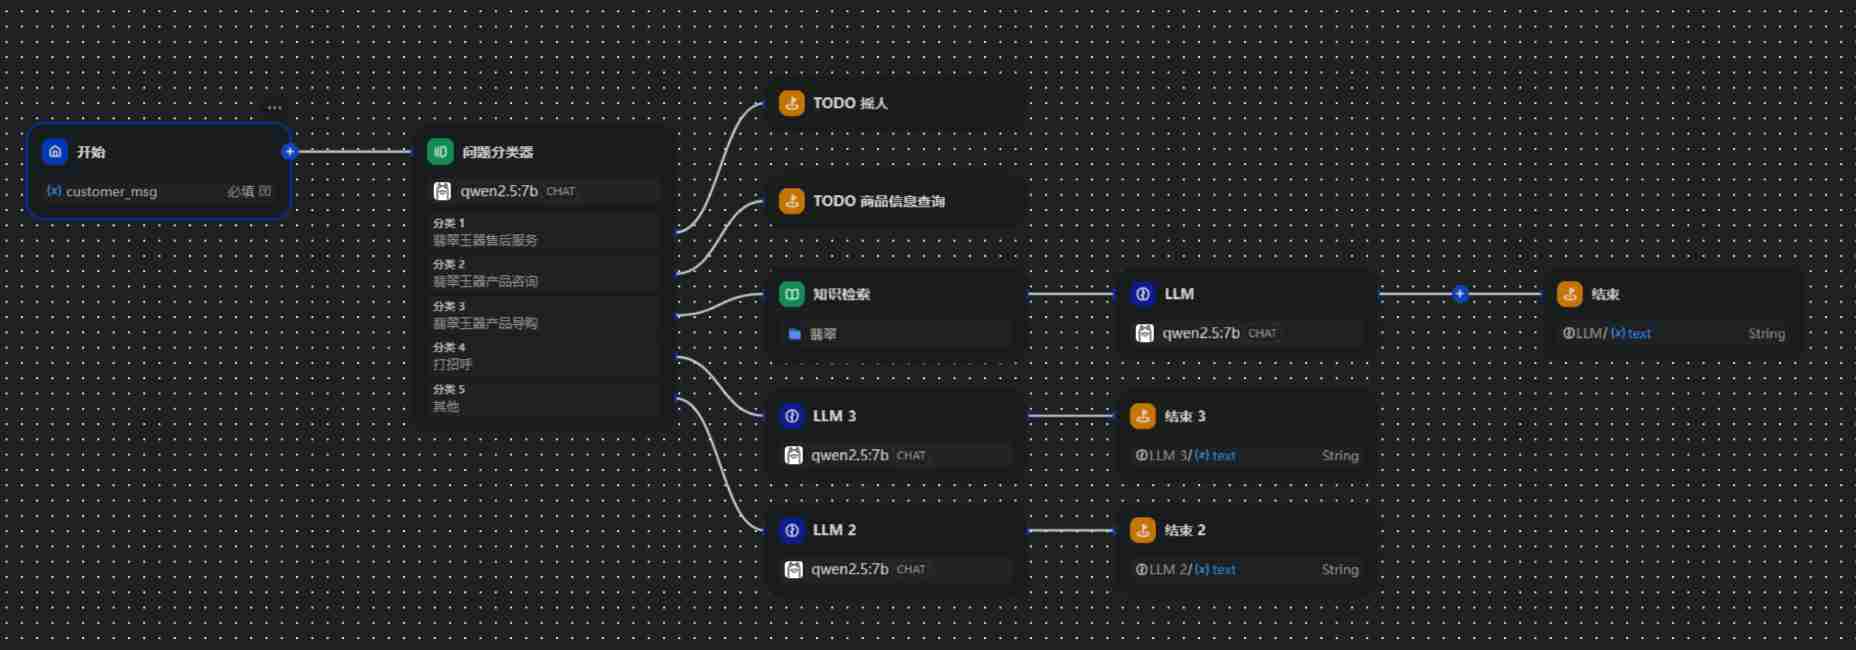 开始
customer_msg
必填
问题分类器
qwen2.5:7b CHAT
分类 1
翡翠玉器售后服务
分类 2
翡翠玉器产品咨询
分类 3
翡翠玉器产品导购
分类 4
打招呼
分类 5
其他
TODO 摇人
TODO 商品信息查询
知识检索
翡翠
LLM
qwen2.5:7b CHAT
结束
LLM/ {x} text String
LLM 3
qwen2.5:7b CHAT
结束 3
LLM 3/ {x} text String
LLM 2
qwen2.5:7b CHAT
结束 2
LLM 2/ {x} text String